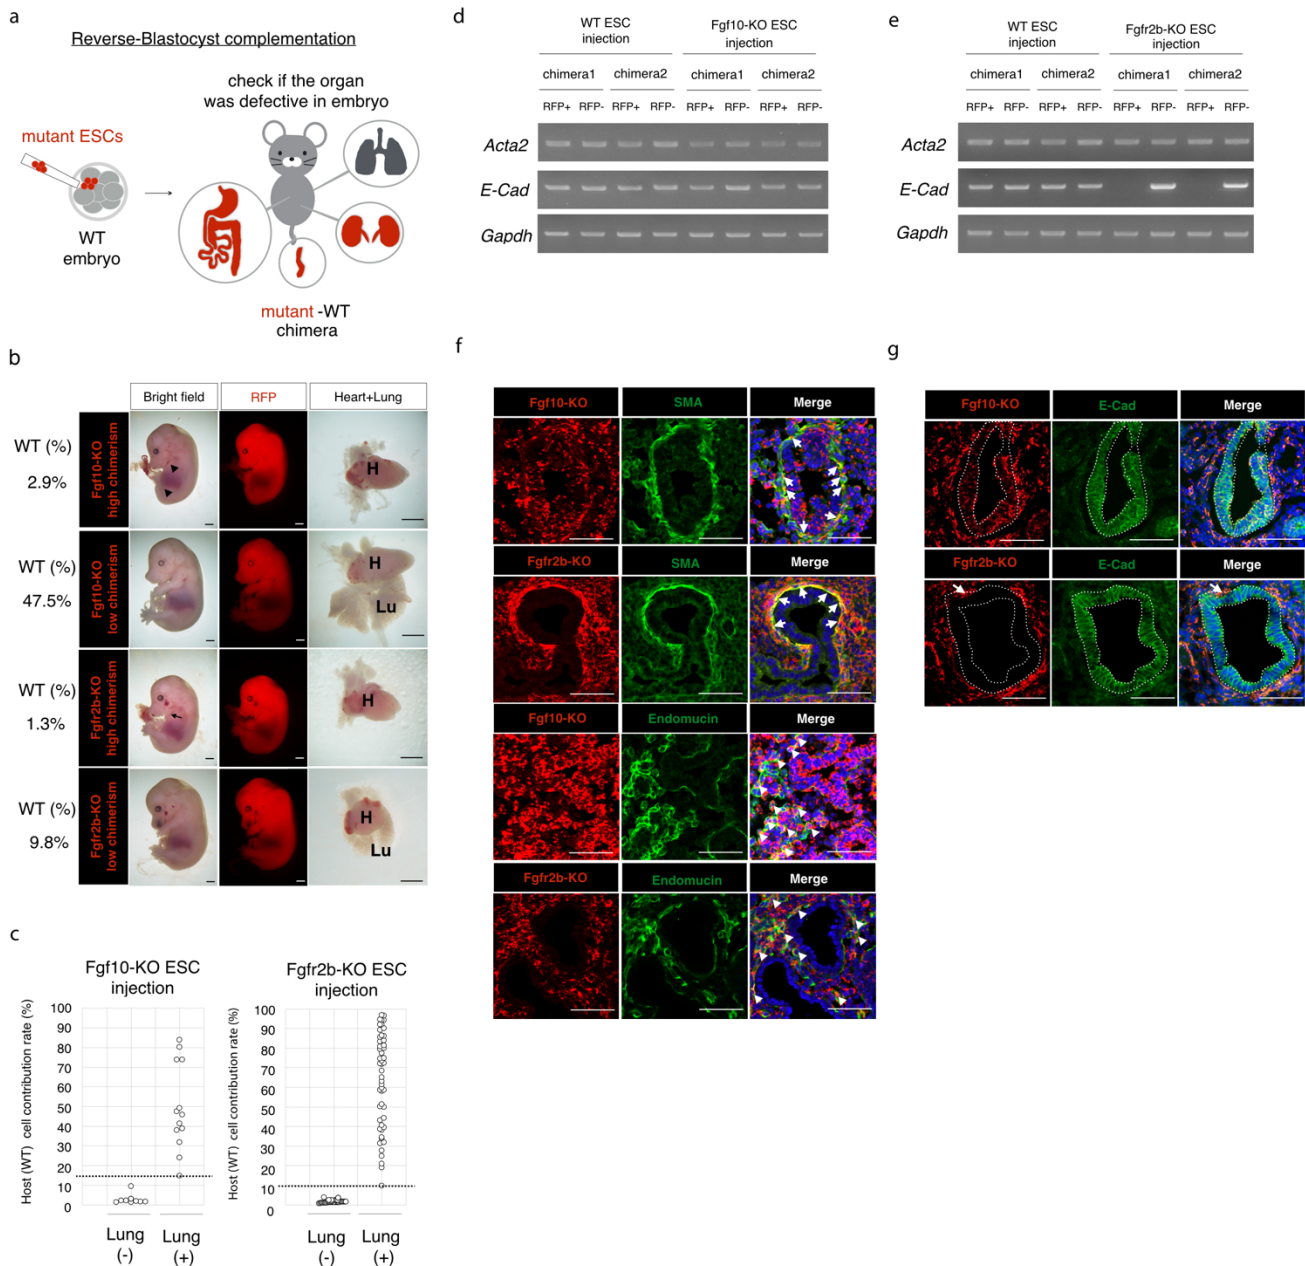 a
Reverse-Blastocyst complementation
check if the organ
was defective in embryo
mutant ESCs
WT
embryo
mutant -WT
chimera
b
Bright field
RFP
Heart+Lung
WT (%)
2.9%
Fgf10-KO
high chimerism
H
WT (%)
47.5%
Fgf10-KO
low chimerism
H
Lu
WT (%)
1.3%
Fgfr2b-KO
high chimerism
H
WT (%)
9.8%
Fgfr2b-KO
low chimerism
H
Lu
c
Fgf10-KO ESC
injection
Host (WT) cell contribution rate (%)
100
90
80
70
60
50
40
30
20
10
0
Lung
(-)
Lung
(+)
Fgfr2b-KO ESC
injection
Host (WT) cell contribution rate (%)
100
90
80
70
60
50
40
30
20
10
0
Lung
(-)
Lung
(+)
d
WT ESC
injection
Fgf10-KO ESC
injection
chimera1
chimera2
chimera1
chimera2
RFP+ RFP- RFP+ RFP- RFP+ RFP- RFP+ RFP-
Acta2
E-Cad
Gapdh
e
WT ESC
injection
Fgfr2b-KO ESC
injection
chimera1
chimera2
chimera1
chimera2
RFP+ RFP- RFP+ RFP- RFP+ RFP- RFP+ RFP-
Acta2
E-Cad
Gapdh
f
Fgf10-KO
SMA
Merge
Fgfr2b-KO
SMA
Merge
Fgf10-KO
Endomucin
Merge
Fgfr2b-KO
Endomucin
Merge
g
Fgf10-KO
E-Cad
Merge
Fgfr2b-KO
E-Cad
Merge